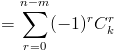 = \sum_{r=0}^{n-m} (-1)^r C_k^r